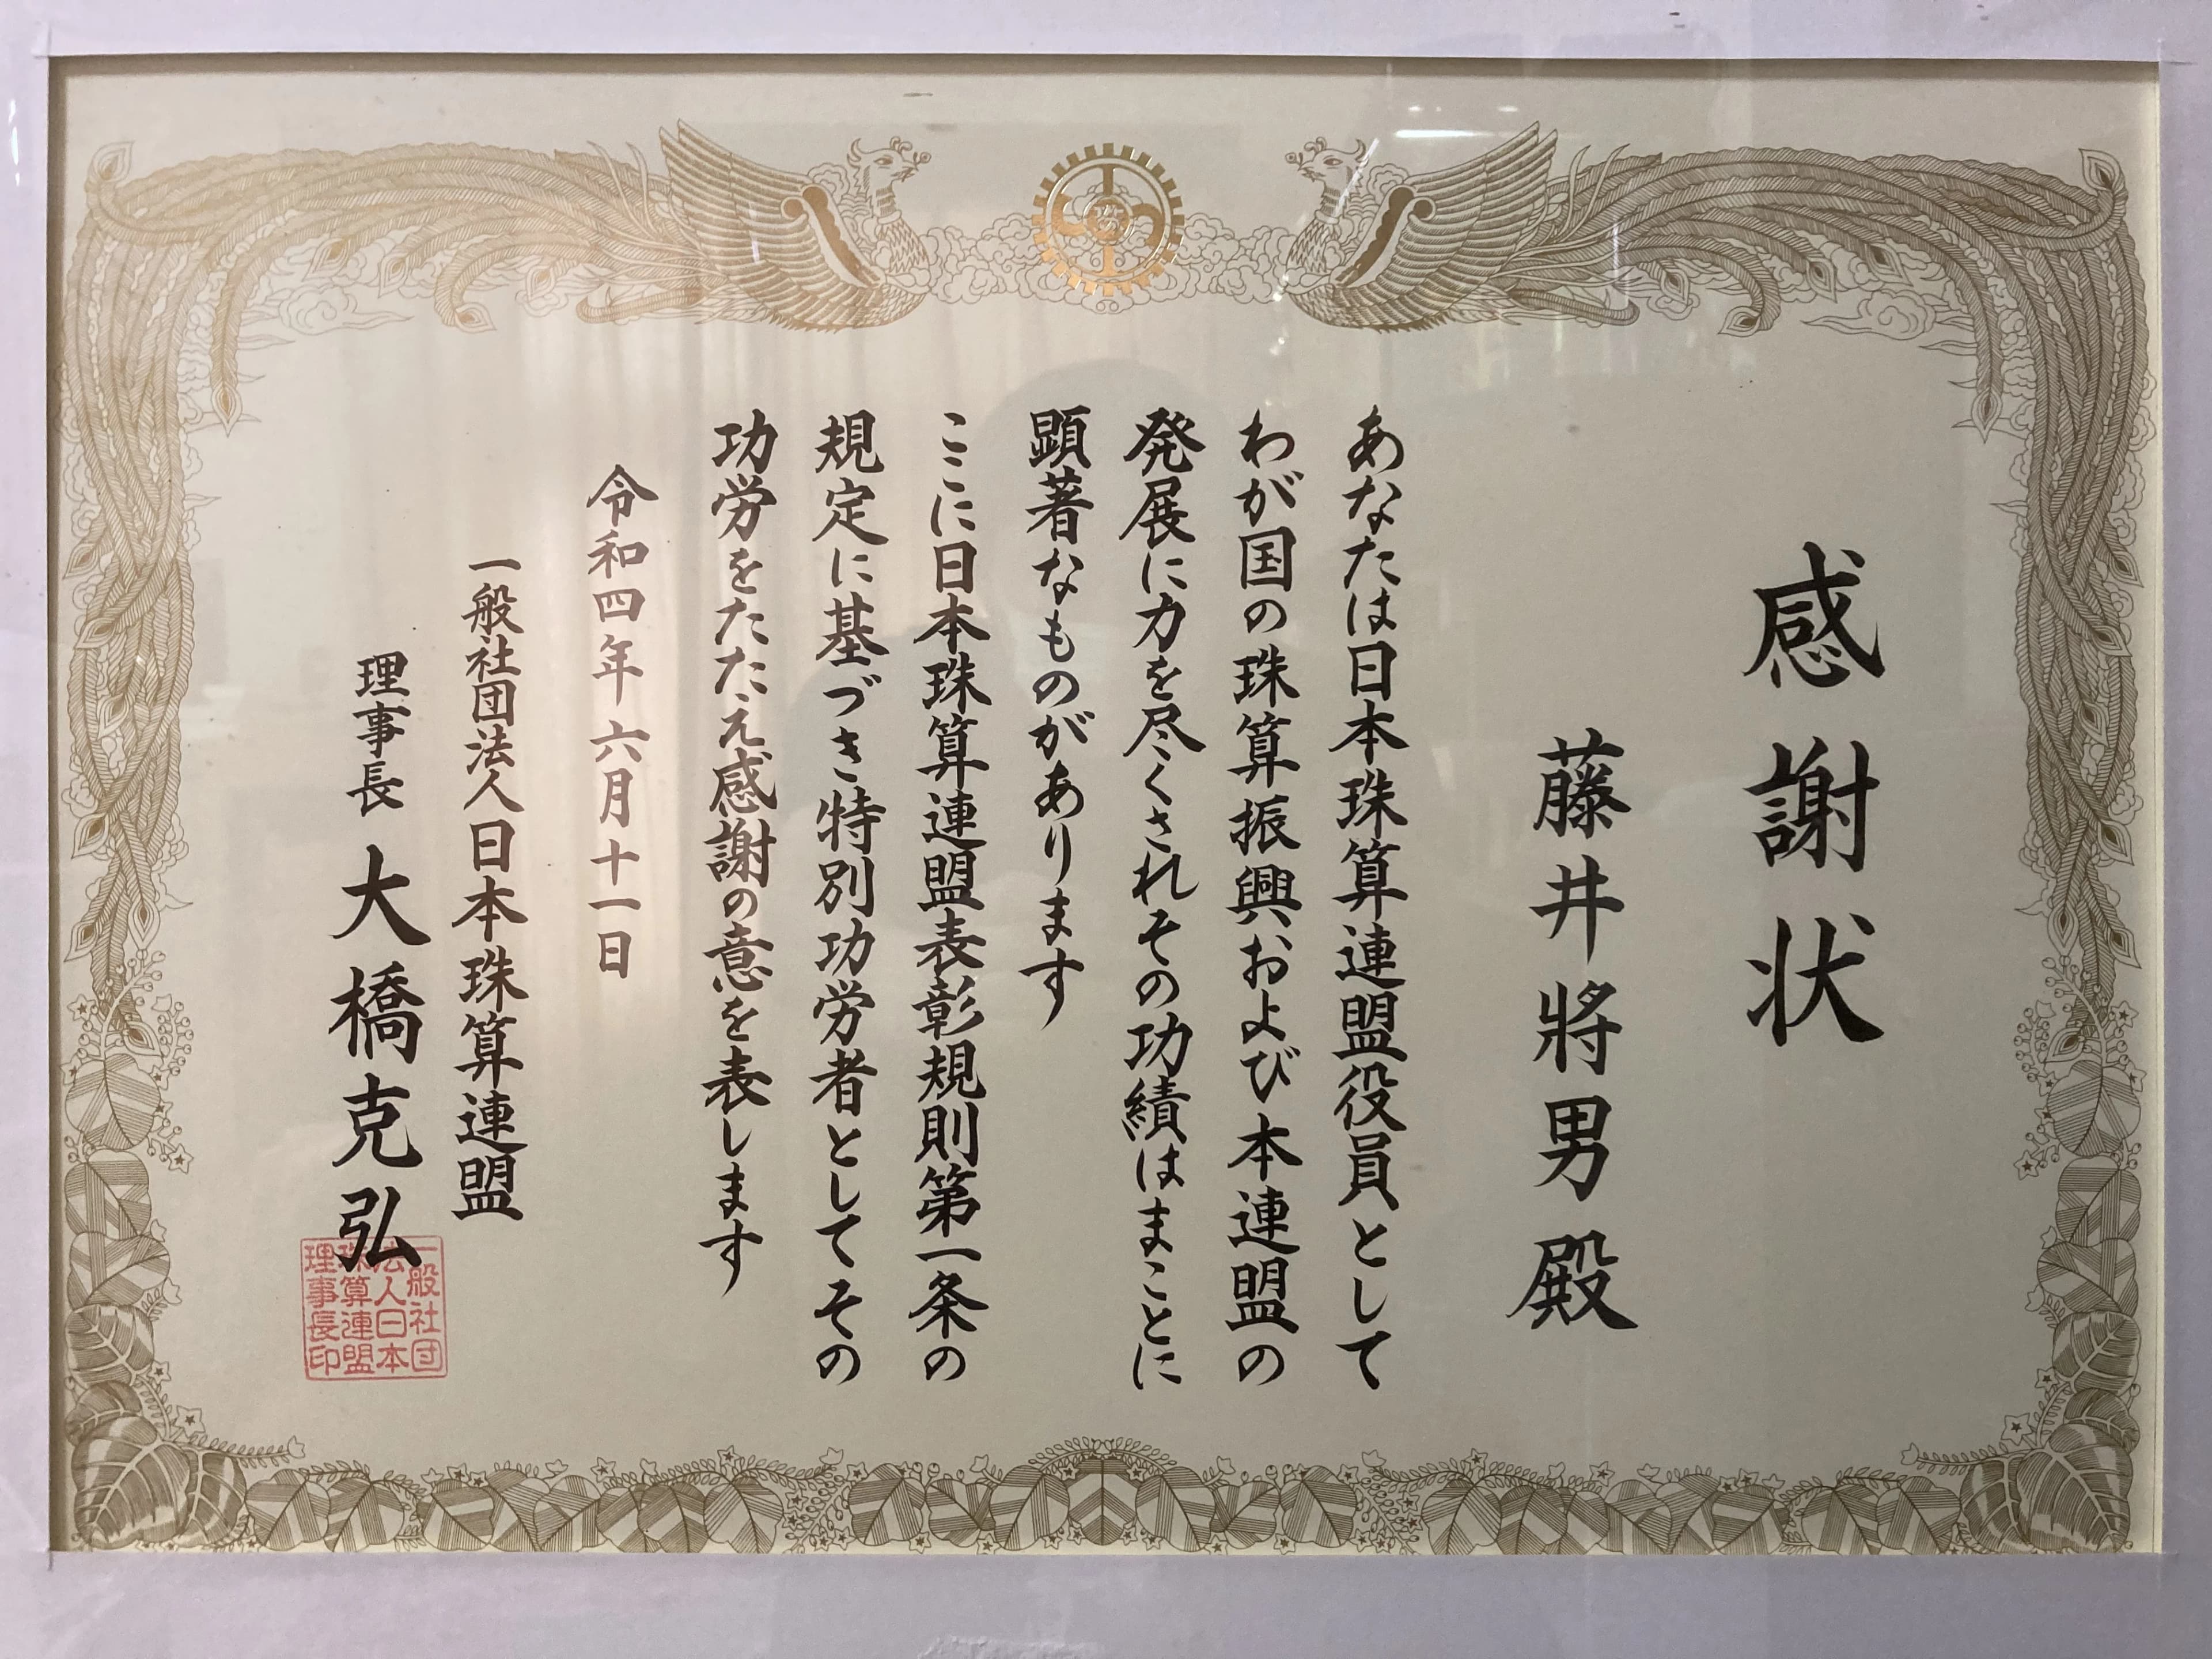 感謝状
藤井將男殿
あなたは日本珠算連盟役員として
わが国の珠算振興および本連盟の
発展に力を尽くされその功績はまことに
顕著なものがあります
ここに日本珠算連盟表彰規則第一条の
規定に基づき特別功労者としてその
功労をたたえ感謝の意を表します
令和四年六月十一日
一般社団法人日本珠算連盟
理事長 大橋克弘
一般社団
法人日本
珠算連盟
理事長印